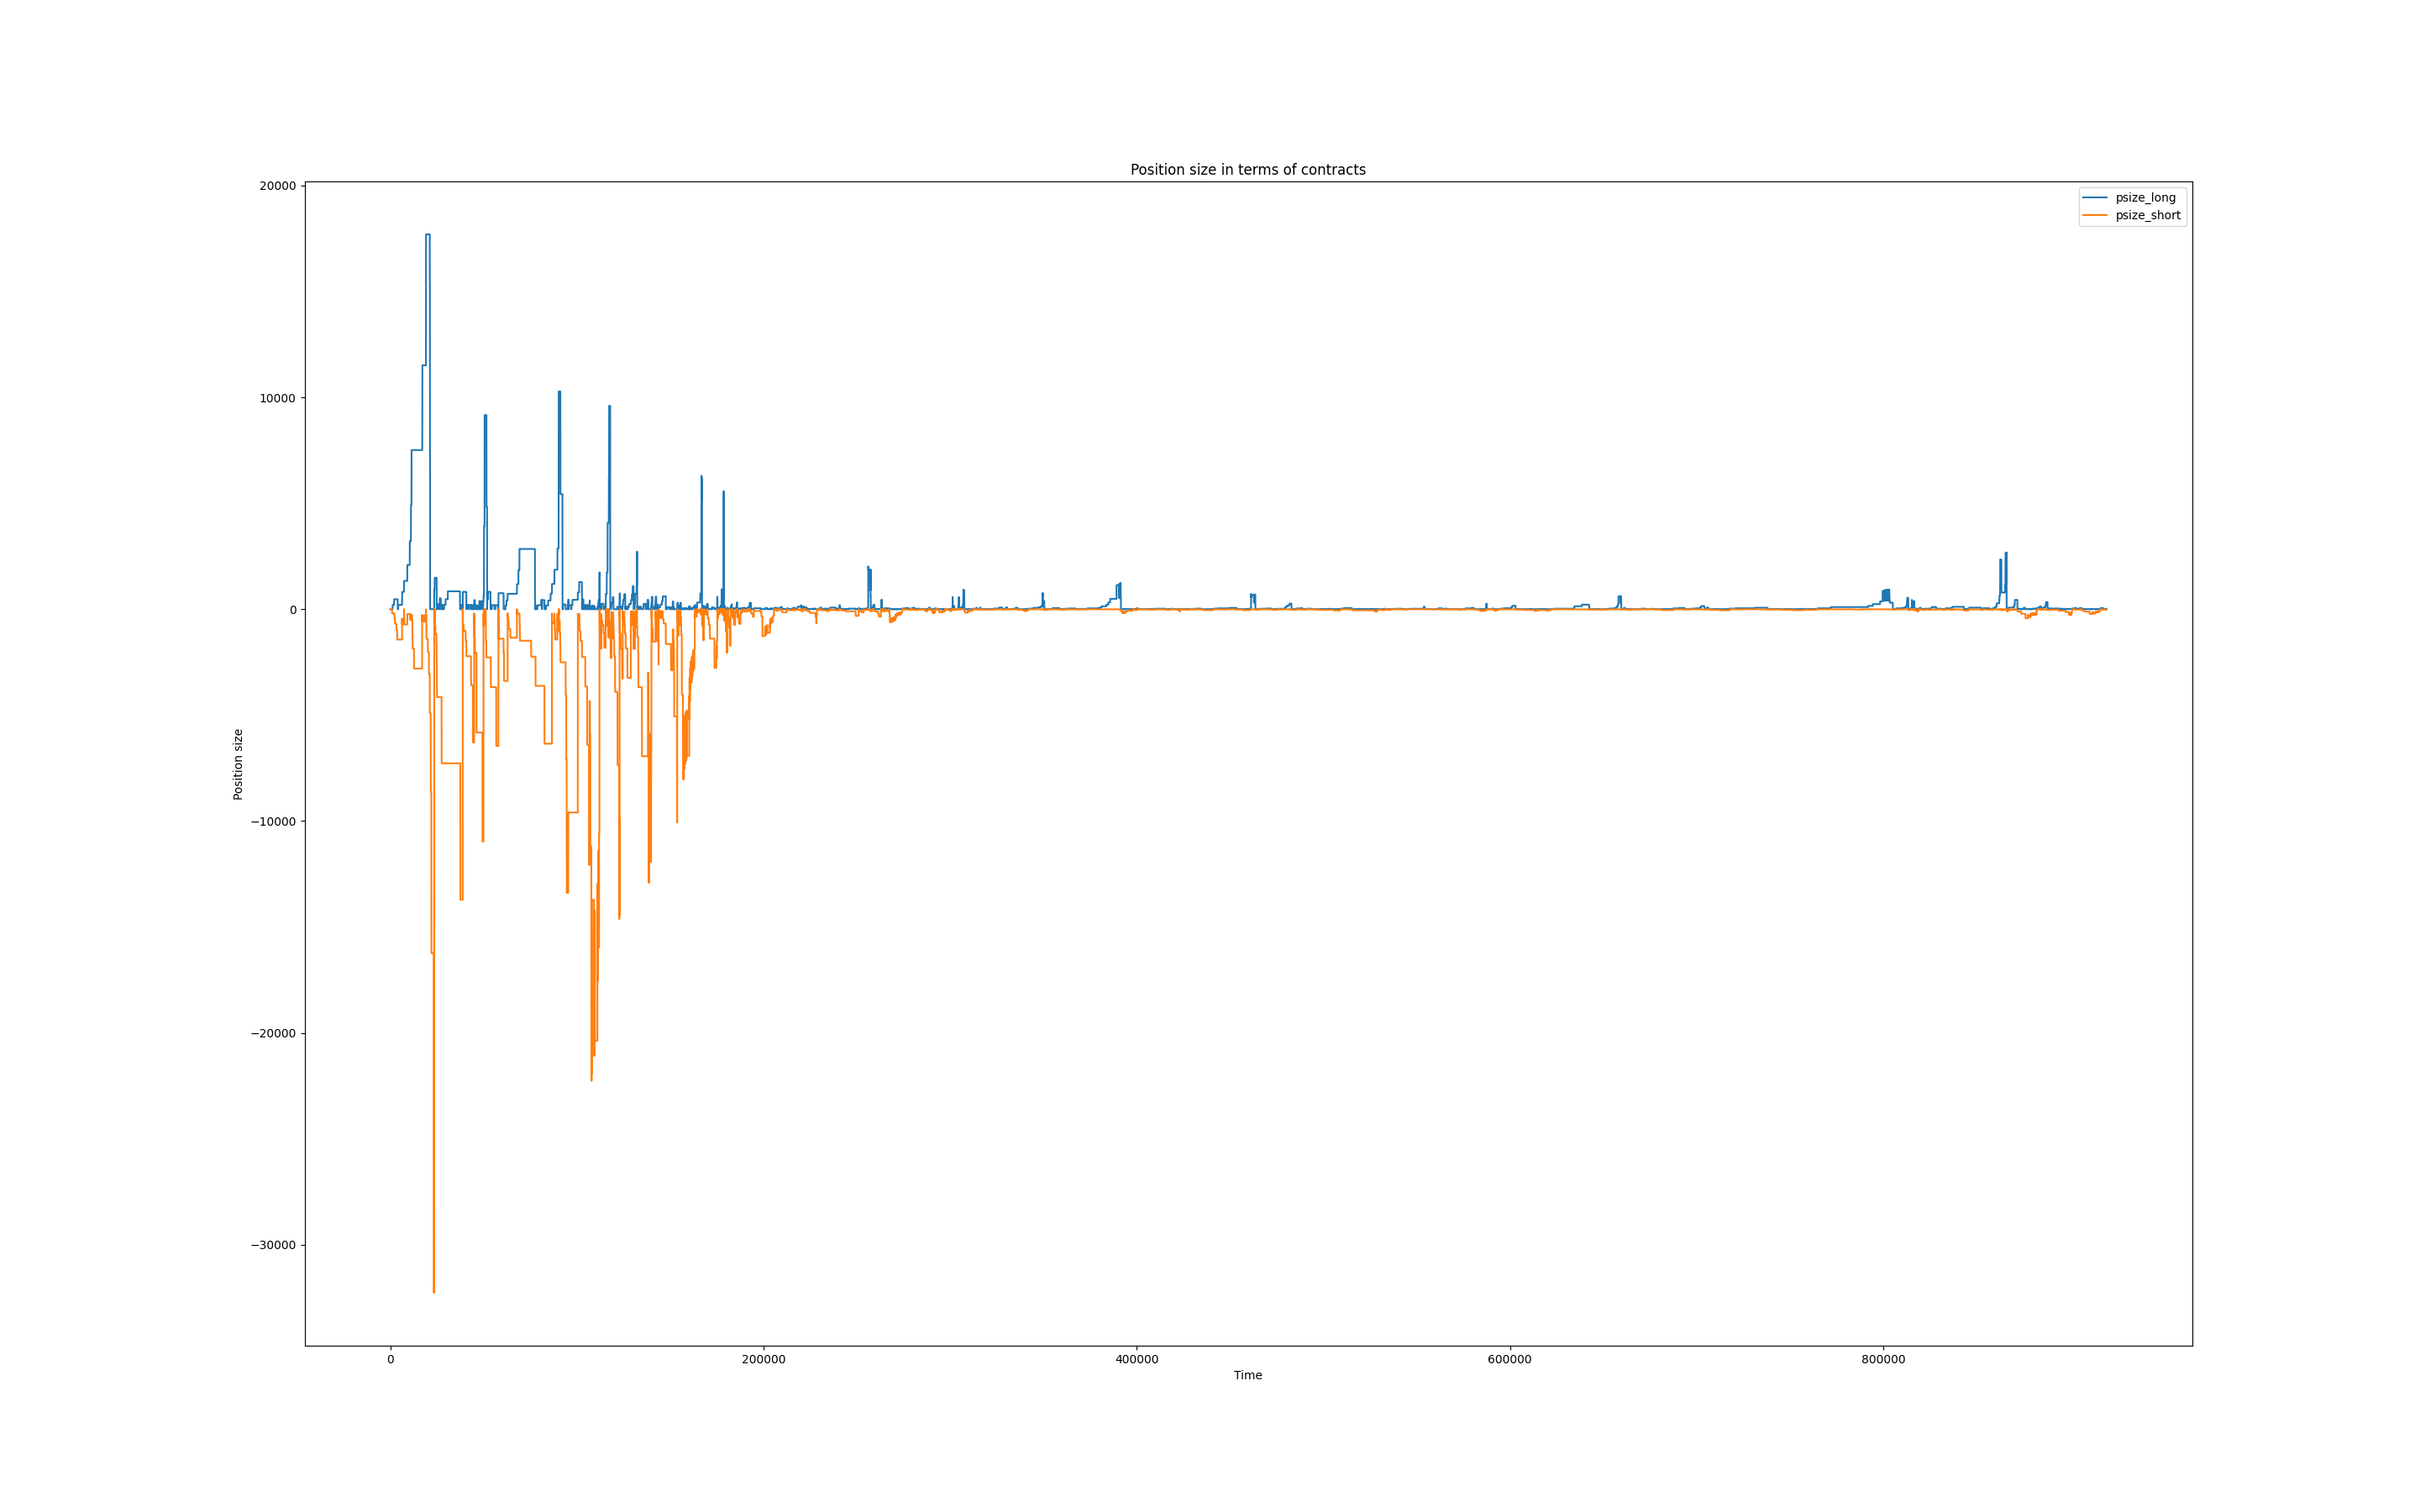 Position size in terms of contracts
psize_long
psize_short
20000
10000
0
−10000
−20000
−30000
Position size
0
200000
400000
600000
800000
Time